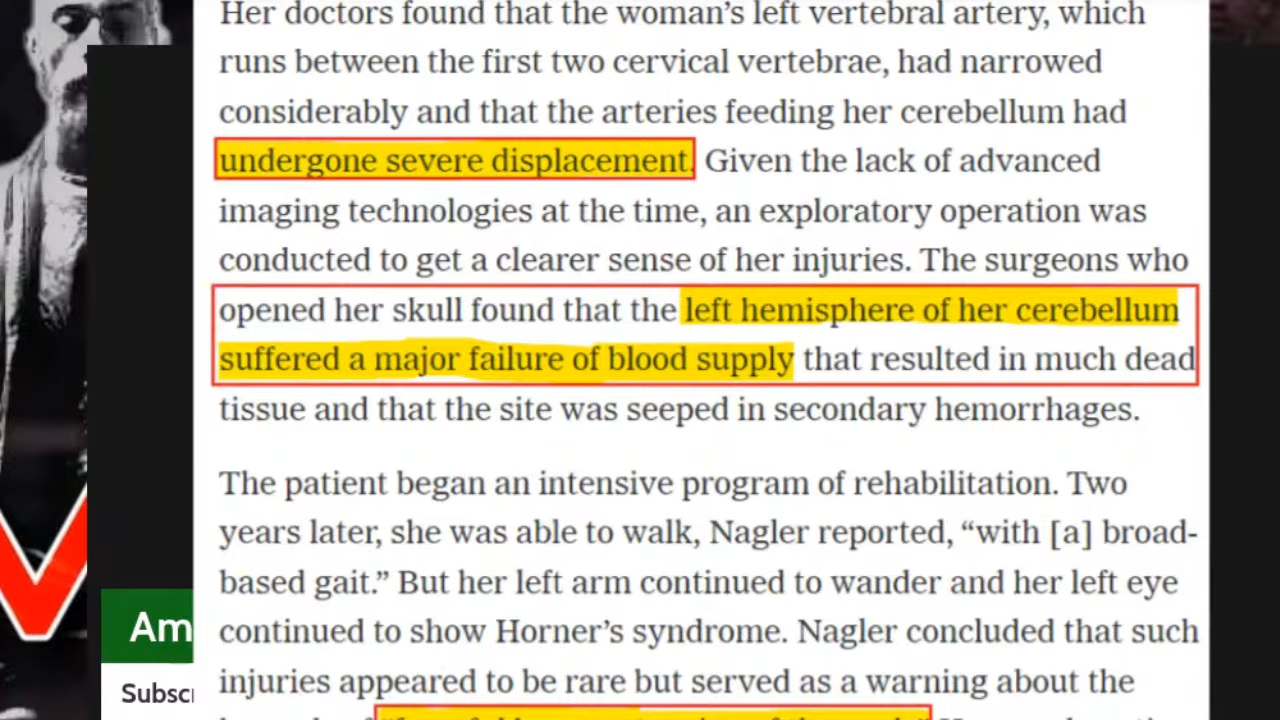 Her doctors found that the woman’s left vertebral artery, which
runs between the first two cervical vertebrae, had narrowed
considerably and that the arteries feeding her cerebellum had
undergone severe displacement. Given the lack of advanced
imaging technologies at the time, an exploratory operation was
conducted to get a clearer sense of her injuries. The surgeons who
opened her skull found that the left hemisphere of her cerebellum
suffered a major failure of blood supply that resulted in much dead
tissue and that the site was seeped in secondary hemorrhages.
The patient began an intensive program of rehabilitation. Two
years later, she was able to walk, Nagler reported, “with [a] broad-
based gait.” But her left arm continued to wander and her left eye
continued to show Horner’s syndrome. Nagler concluded that such
injuries appeared to be rare but served as a warning about the
Am
Subscr